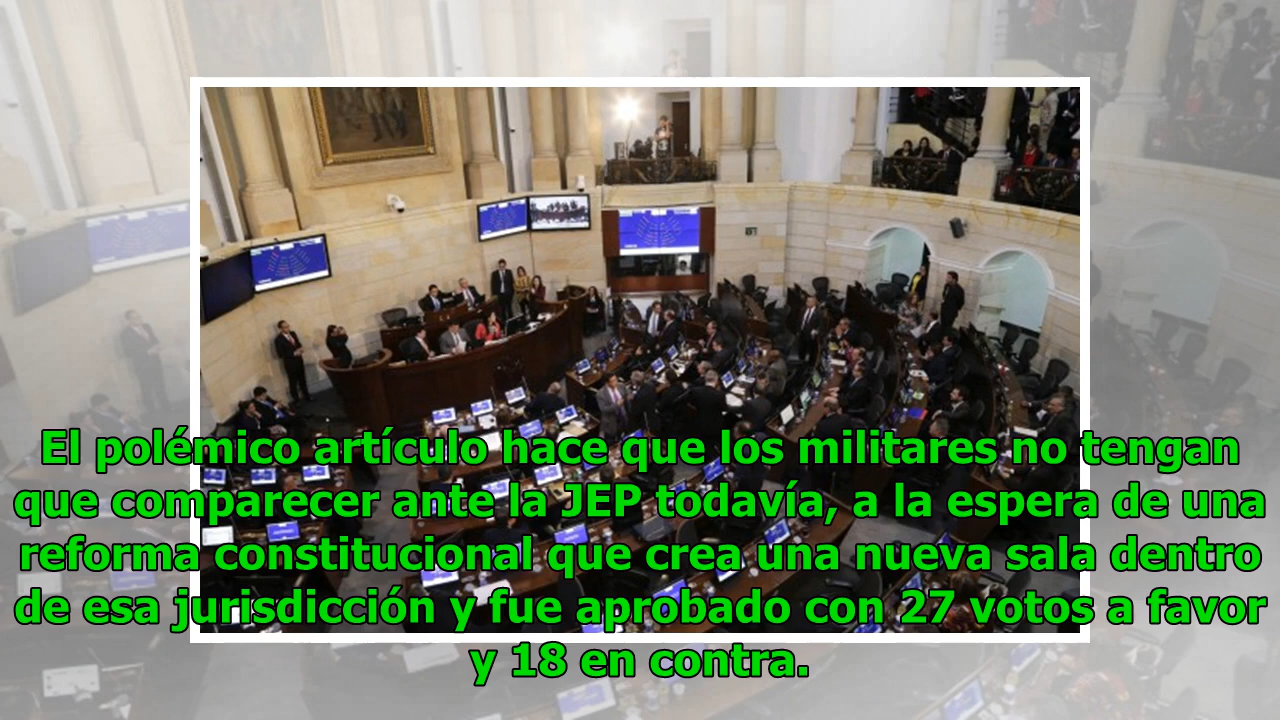 El polémico artículo hace que los militares no tengan
que comparecer ante la JEP todavía, a la espera de una
reforma constitucional que crea una nueva sala dentro
de esa jurisdicción y fue aprobado con 27 votos a favor
y 18 en contra.